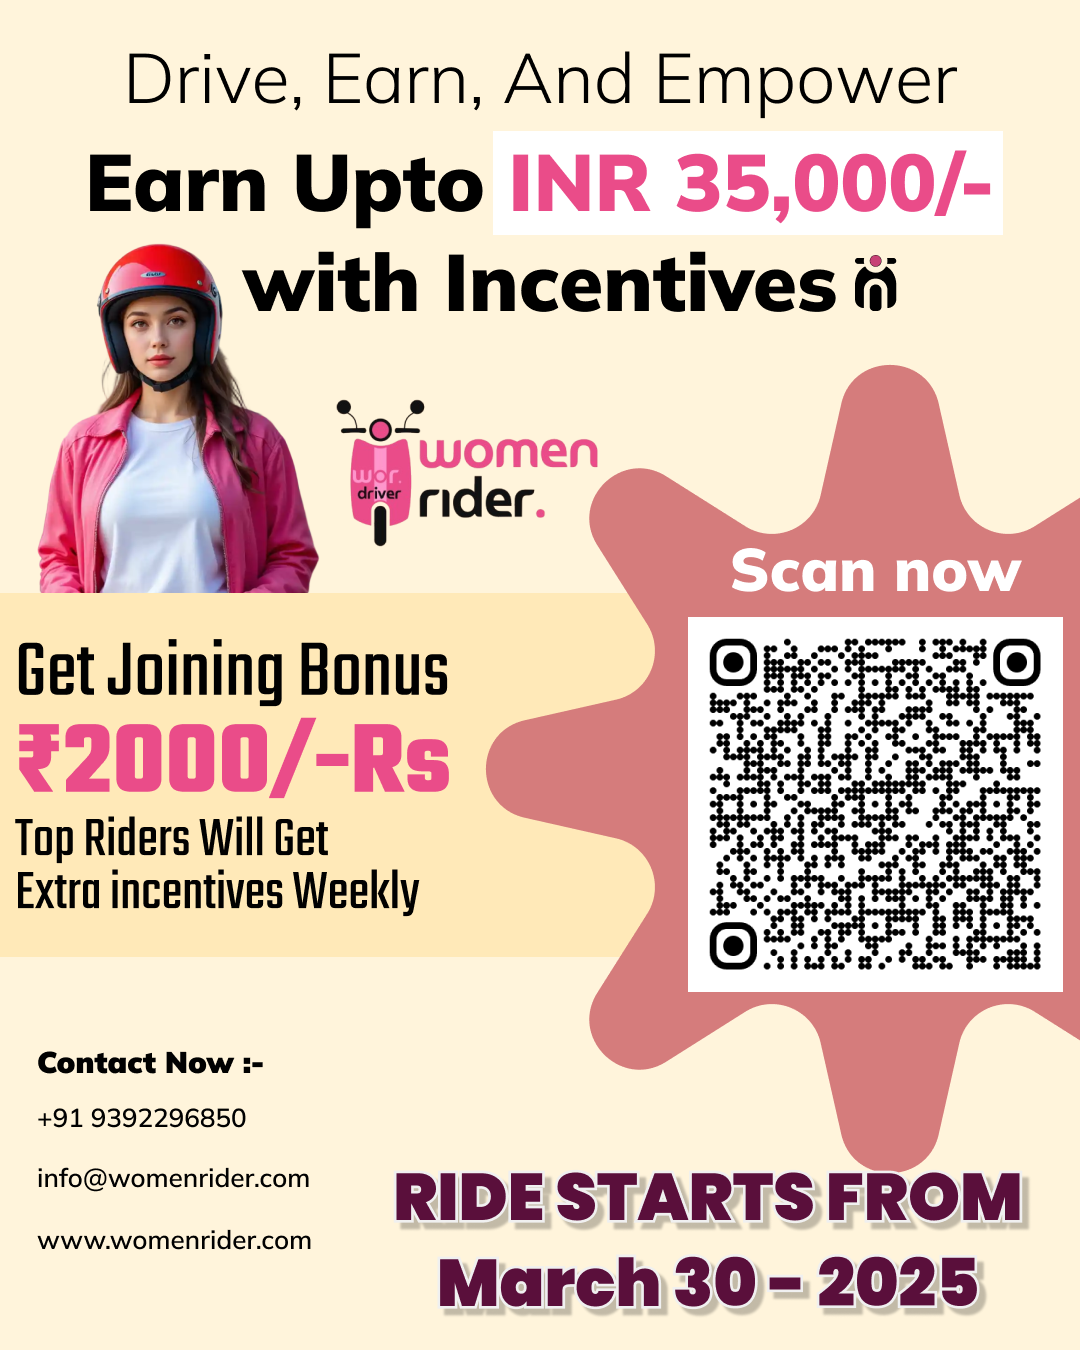 Drive, Earn, And Empower
Earn Upto INR 35,000/-
with Incentives
women
wor.
driver
rider.
Scan now
Get Joining Bonus
₹2000/-Rs
Top Riders Will Get
Extra incentives Weekly
Contact Now :-
+91 9392296850
info@womenrider.com
www.womenrider.com
RIDE STARTS FROM
March 30 - 2025